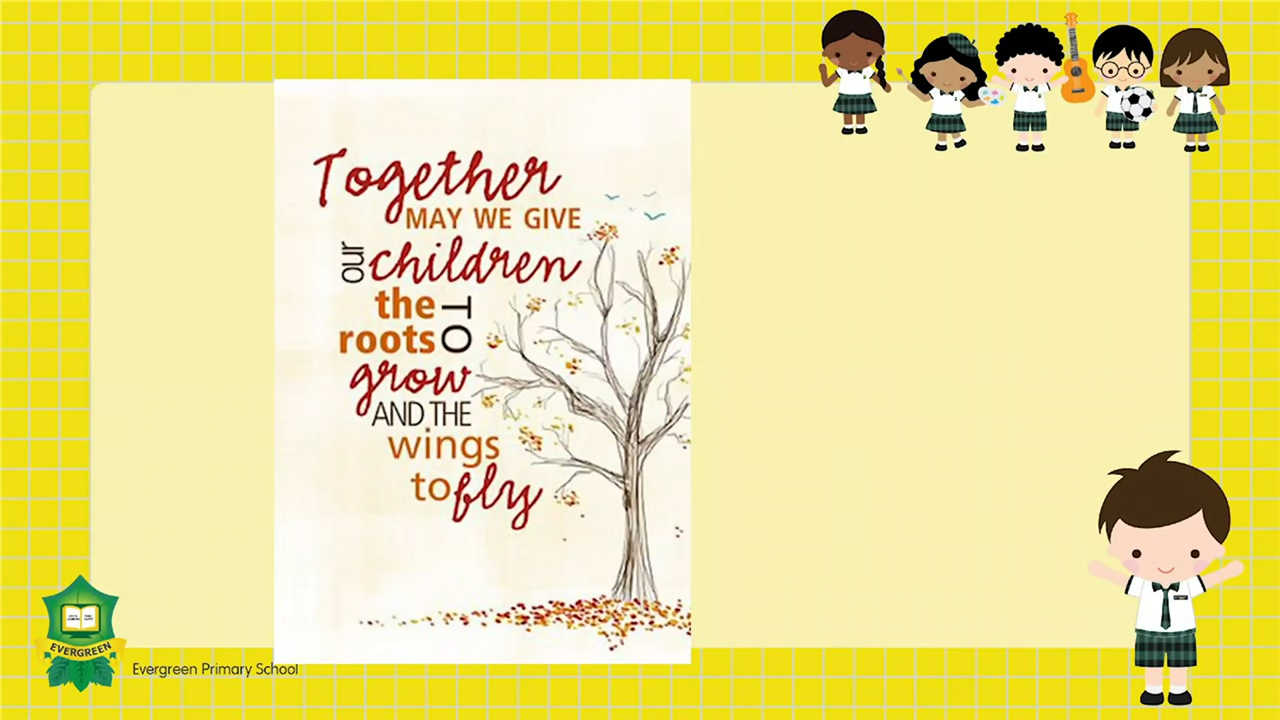 Together
MAY WE GIVE
our children
the
roots TO
grow
AND THE
wings
to fly
EVERGREEN
Evergreen Primary School